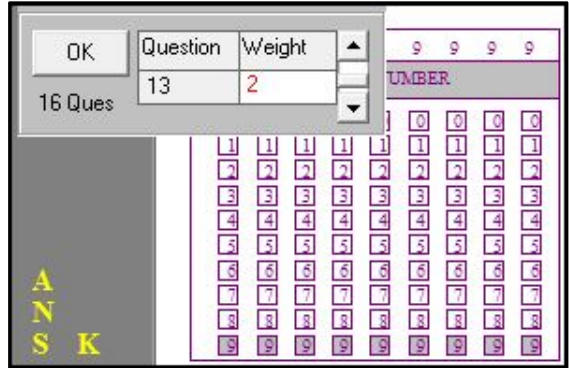 OK
Question Weight
13 2
16 Ques
9 9 9 9
UMBER
0 0 0 0
1 1 1 1 1 1 1 1 1
2 2 2 2 2 2 2 2 2
3 3 3 3 3 3 3 3 3
4 4 4 4 4 4 4 4 4
5 5 5 5 5 5 5 5 5
6 6 6 6 6 6 6 6 6
7 7 7 7 7 7 7 7 7
8 8 8 8 8 8 8 8 8
9 9 9 9 9 9 9 9 9
A
N
S K